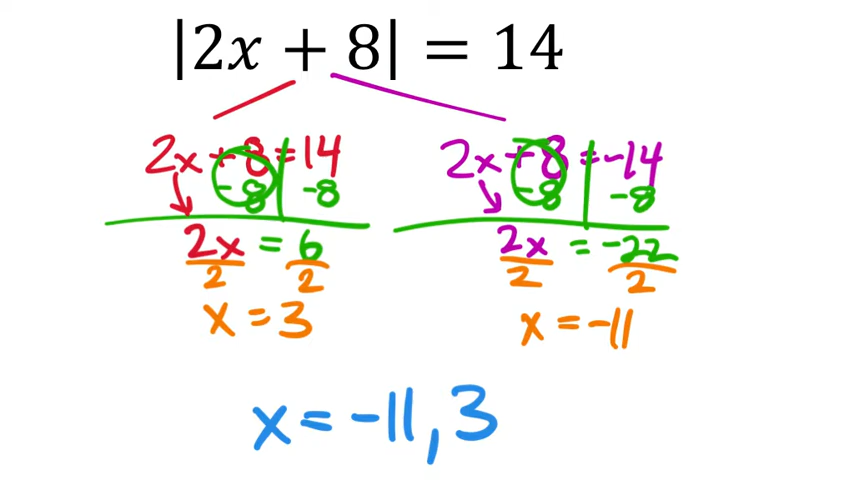 |2x + 8| = 14
2x + 8 = 14
2x + 8 = -14
-8 -8
-8 -8
2x = 6
2x = -22
2 2
2 2
x = 3
x = -11
x = -11, 3